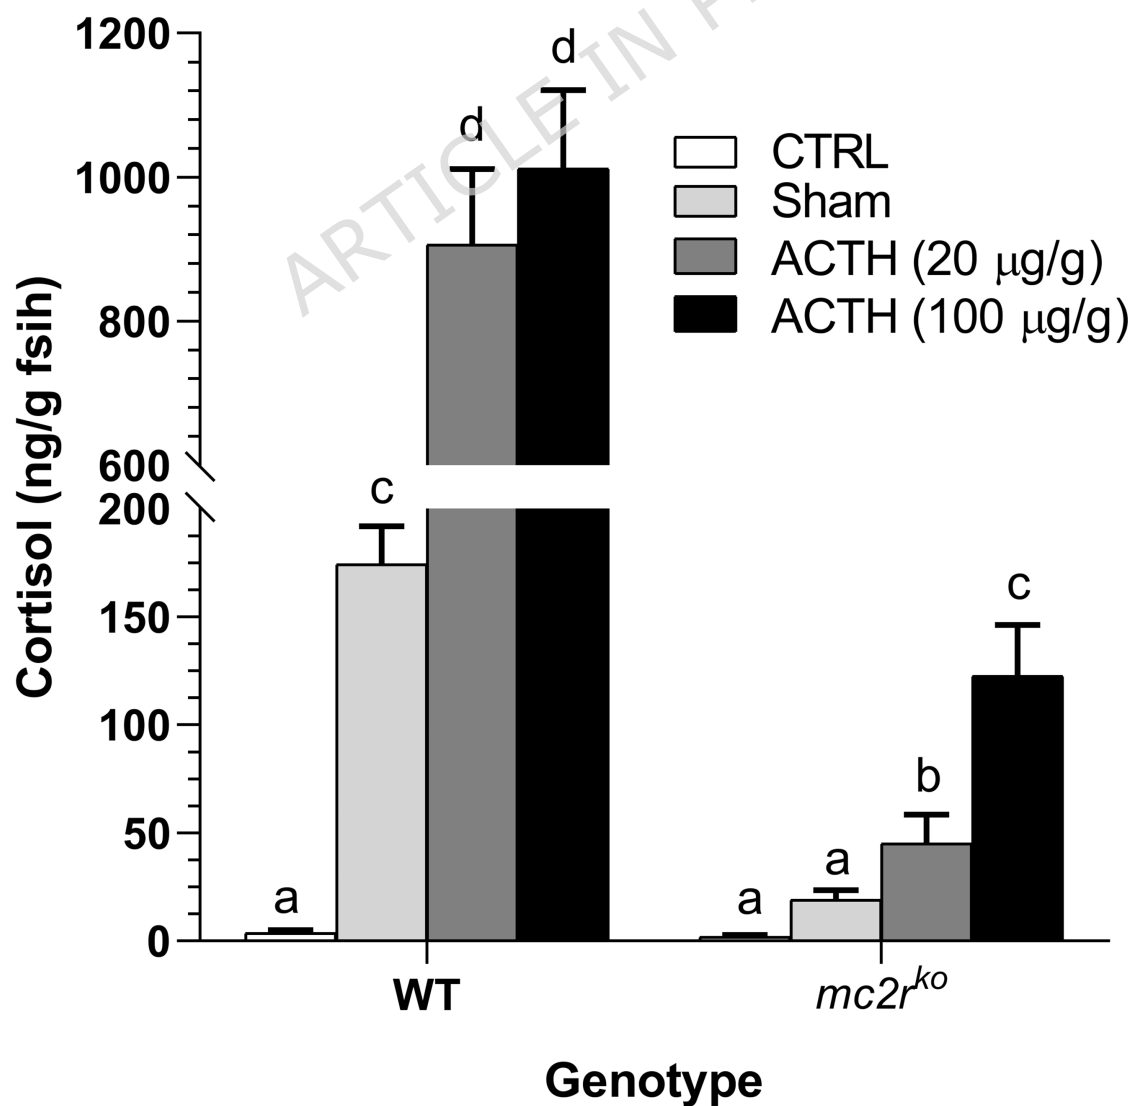 1200
1000
800
600
200
150
100
50
0
Cortisol (ng/g fsih)
d
d
c
a
a
a
b
c
CTRL
Sham
ACTH (20 μg/g)
ACTH (100 μg/g)
ARTICLE IN
WT
mc2r^ko
Genotype